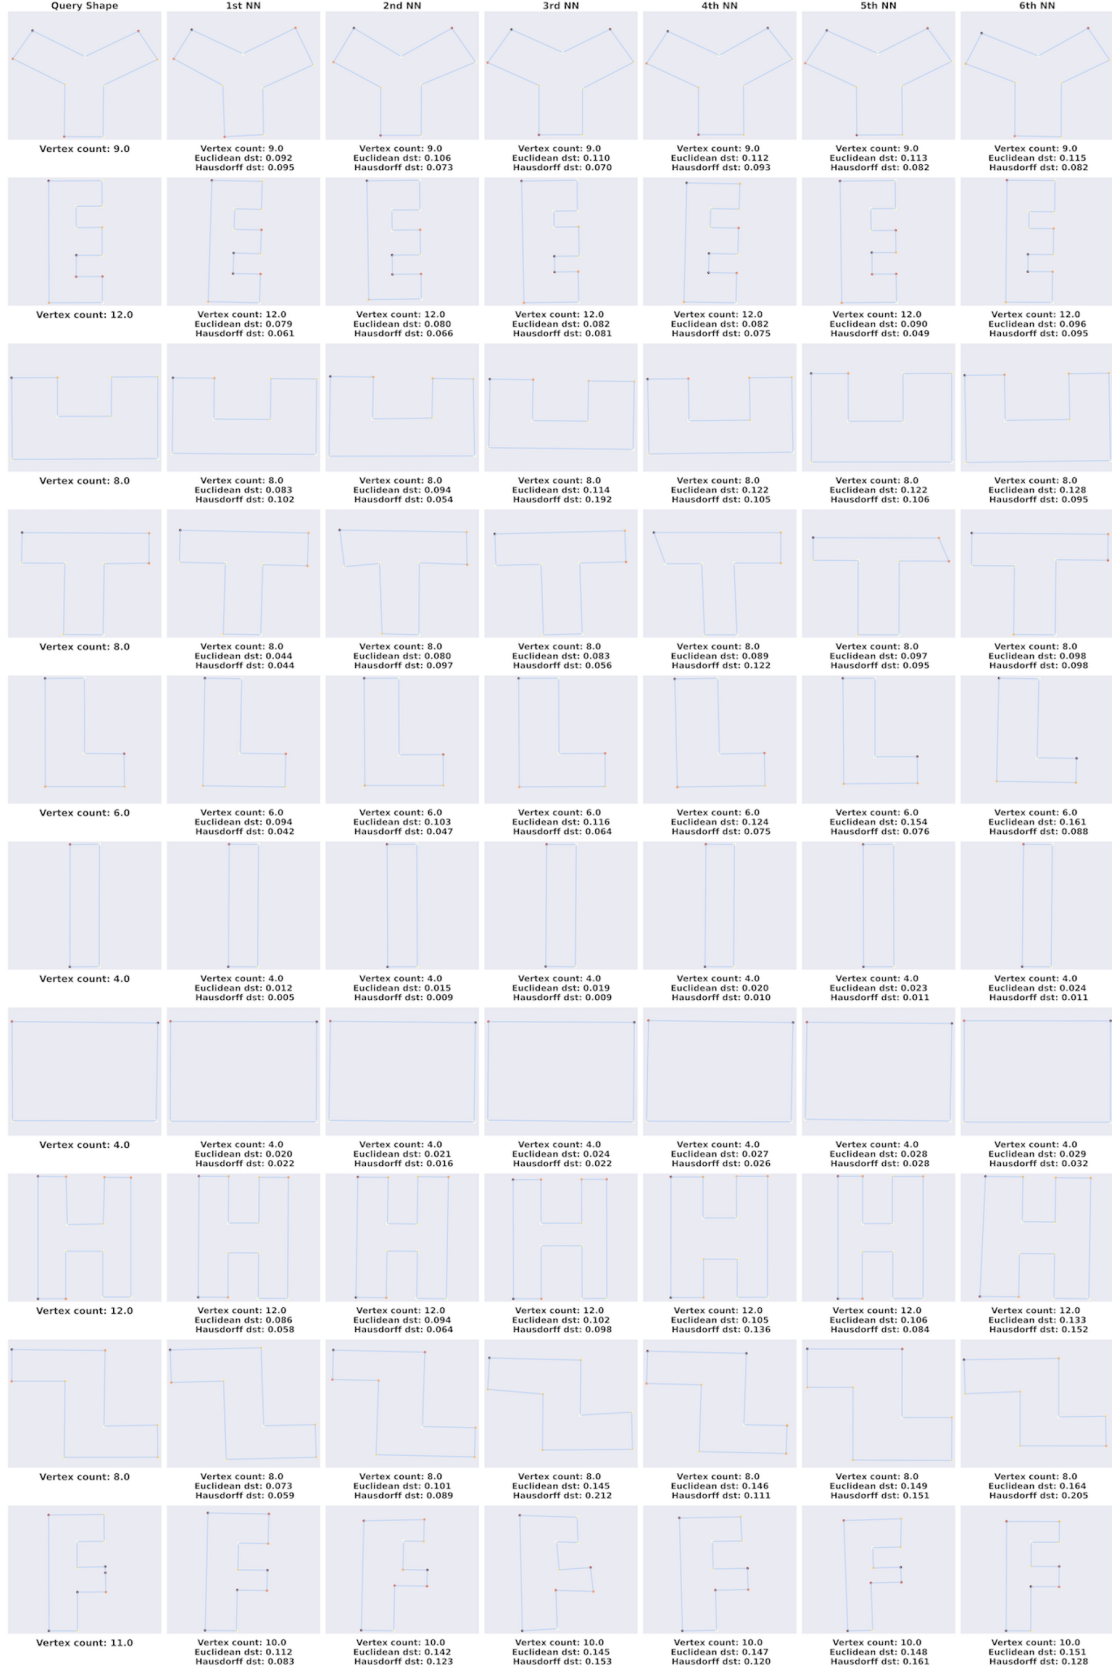 Query Shape 1st NN 2nd NN 3rd NN 4th NN 5th NN 6th NN
Vertex count: 9.0 Vertex count: 9.0 Vertex count: 9.0 Vertex count: 9.0 Vertex count: 9.0 Vertex count: 9.0 Vertex count: 9.0
Euclidean dst: 0.092 Euclidean dst: 0.106 Euclidean dst: 0.110 Euclidean dst: 0.112 Euclidean dst: 0.113 Euclidean dst: 0.115
Hausdorff dst: 0.095 Hausdorff dst: 0.073 Hausdorff dst: 0.070 Hausdorff dst: 0.093 Hausdorff dst: 0.082 Hausdorff dst: 0.082
Vertex count: 12.0 Vertex count: 12.0 Vertex count: 12.0 Vertex count: 12.0 Vertex count: 12.0 Vertex count: 12.0 Vertex count: 12.0
Euclidean dst: 0.079 Euclidean dst: 0.080 Euclidean dst: 0.082 Euclidean dst: 0.082 Euclidean dst: 0.090 Euclidean dst: 0.096
Hausdorff dst: 0.061 Hausdorff dst: 0.066 Hausdorff dst: 0.081 Hausdorff dst: 0.075 Hausdorff dst: 0.049 Hausdorff dst: 0.095
Vertex count: 8.0 Vertex count: 8.0 Vertex count: 8.0 Vertex count: 8.0 Vertex count: 8.0 Vertex count: 8.0 Vertex count: 8.0
Euclidean dst: 0.083 Euclidean dst: 0.094 Euclidean dst: 0.114 Euclidean dst: 0.122 Euclidean dst: 0.122 Euclidean dst: 0.128
Hausdorff dst: 0.102 Hausdorff dst: 0.054 Hausdorff dst: 0.192 Hausdorff dst: 0.105 Hausdorff dst: 0.106 Hausdorff dst: 0.095
Vertex count: 8.0 Vertex count: 8.0 Vertex count: 8.0 Vertex count: 8.0 Vertex count: 8.0 Vertex count: 8.0 Vertex count: 8.0
Euclidean dst: 0.044 Euclidean dst: 0.080 Euclidean dst: 0.083 Euclidean dst: 0.089 Euclidean dst: 0.097 Euclidean dst: 0.098
Hausdorff dst: 0.044 Hausdorff dst: 0.097 Hausdorff dst: 0.056 Hausdorff dst: 0.122 Hausdorff dst: 0.095 Hausdorff dst: 0.098
Vertex count: 6.0 Vertex count: 6.0 Vertex count: 6.0 Vertex count: 6.0 Vertex count: 6.0 Vertex count: 6.0 Vertex count: 6.0
Euclidean dst: 0.094 Euclidean dst: 0.103 Euclidean dst: 0.116 Euclidean dst: 0.124 Euclidean dst: 0.154 Euclidean dst: 0.161
Hausdorff dst: 0.042 Hausdorff dst: 0.047 Hausdorff dst: 0.064 Hausdorff dst: 0.075 Hausdorff dst: 0.076 Hausdorff dst: 0.088
Vertex count: 4.0 Vertex count: 4.0 Vertex count: 4.0 Vertex count: 4.0 Vertex count: 4.0 Vertex count: 4.0 Vertex count: 4.0
Euclidean dst: 0.012 Euclidean dst: 0.015 Euclidean dst: 0.019 Euclidean dst: 0.020 Euclidean dst: 0.023 Euclidean dst: 0.024
Hausdorff dst: 0.005 Hausdorff dst: 0.009 Hausdorff dst: 0.009 Hausdorff dst: 0.010 Hausdorff dst: 0.011 Hausdorff dst: 0.011
Vertex count: 4.0 Vertex count: 4.0 Vertex count: 4.0 Vertex count: 4.0 Vertex count: 4.0 Vertex count: 4.0 Vertex count: 4.0
Euclidean dst: 0.020 Euclidean dst: 0.021 Euclidean dst: 0.024 Euclidean dst: 0.027 Euclidean dst: 0.028 Euclidean dst: 0.029
Hausdorff dst: 0.022 Hausdorff dst: 0.016 Hausdorff dst: 0.022 Hausdorff dst: 0.026 Hausdorff dst: 0.028 Hausdorff dst: 0.032
Vertex count: 12.0 Vertex count: 12.0 Vertex count: 12.0 Vertex count: 12.0 Vertex count: 12.0 Vertex count: 12.0 Vertex count: 12.0
Euclidean dst: 0.086 Euclidean dst: 0.094 Euclidean dst: 0.102 Euclidean dst: 0.105 Euclidean dst: 0.106 Euclidean dst: 0.133
Hausdorff dst: 0.058 Hausdorff dst: 0.064 Hausdorff dst: 0.098 Hausdorff dst: 0.136 Hausdorff dst: 0.084 Hausdorff dst: 0.152
Vertex count: 8.0 Vertex count: 8.0 Vertex count: 8.0 Vertex count: 8.0 Vertex count: 8.0 Vertex count: 8.0 Vertex count: 8.0
Euclidean dst: 0.073 Euclidean dst: 0.101 Euclidean dst: 0.145 Euclidean dst: 0.146 Euclidean dst: 0.149 Euclidean dst: 0.164
Hausdorff dst: 0.059 Hausdorff dst: 0.089 Hausdorff dst: 0.212 Hausdorff dst: 0.111 Hausdorff dst: 0.151 Hausdorff dst: 0.205
Vertex count: 11.0 Vertex count: 10.0 Vertex count: 10.0 Vertex count: 10.0 Vertex count: 10.0 Vertex count: 10.0 Vertex count: 10.0
Euclidean dst: 0.112 Euclidean dst: 0.142 Euclidean dst: 0.145 Euclidean dst: 0.147 Euclidean dst: 0.148 Euclidean dst: 0.151
Hausdorff dst: 0.083 Hausdorff dst: 0.123 Hausdorff dst: 0.153 Hausdorff dst: 0.120 Hausdorff dst: 0.161 Hausdorff dst: 0.128